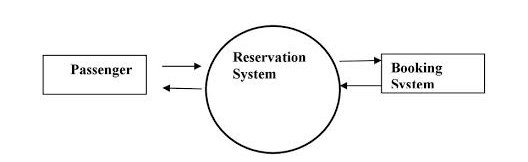 Passenger
Reservation
System
Booking
System